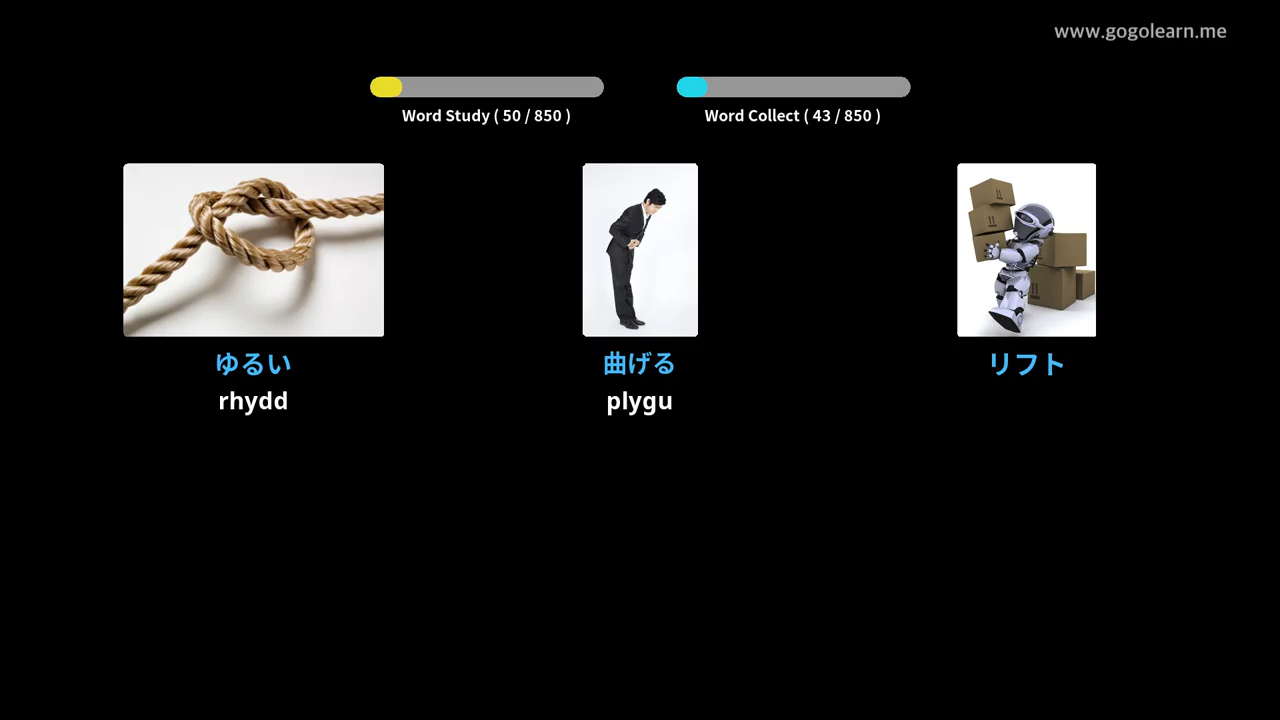 www.gogolearn.me
Word Study ( 50 / 850 )
Word Collect ( 43 / 850 )
ゆるい
rhydd
曲げる
plygu
リフト